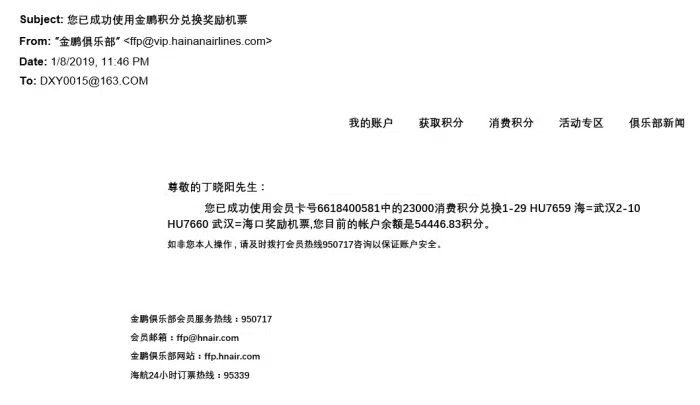 Subject: 您已成功使用金鹏积分兑换奖励机票
From: "金鹏俱乐部" <ffp@vip.hainanairlines.com>
Date: 1/8/2019, 11:46 PM
To: DXY0015@163.COM
我的账户 获取积分 消费积分 活动专区 俱乐部新闻
尊敬的丁晓阳先生：
您已成功使用会员卡号6618400581中的23000消费积分兑换1-29 HU7659 海=武汉2-10
HU7660 武汉=海口奖励机票,您目前的帐户余额是54446.83积分。
如非您本人操作，请及时拨打会员热线950717咨询以保证账户安全。
金鹏俱乐部会员服务热线：950717
会员邮箱：ffp@hnair.com
金鹏俱乐部网站：ffp.hnair.com
海航24小时订票热线：95339